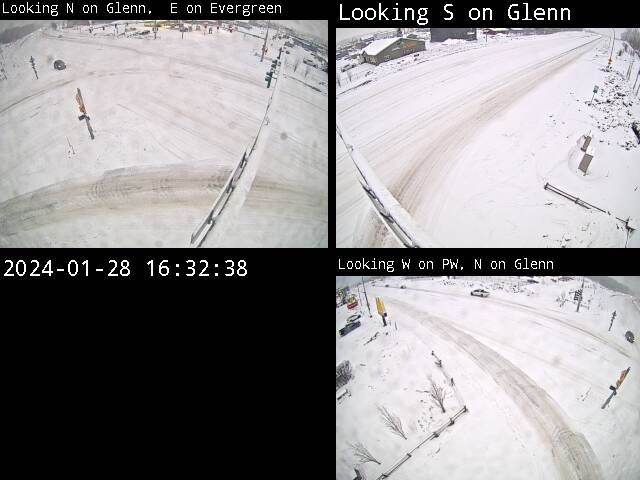 Looking N on Glenn,  E on Evergreen
Looking S on Glenn
2024-01-28 16:32:38
Looking W on PW, N on Glenn